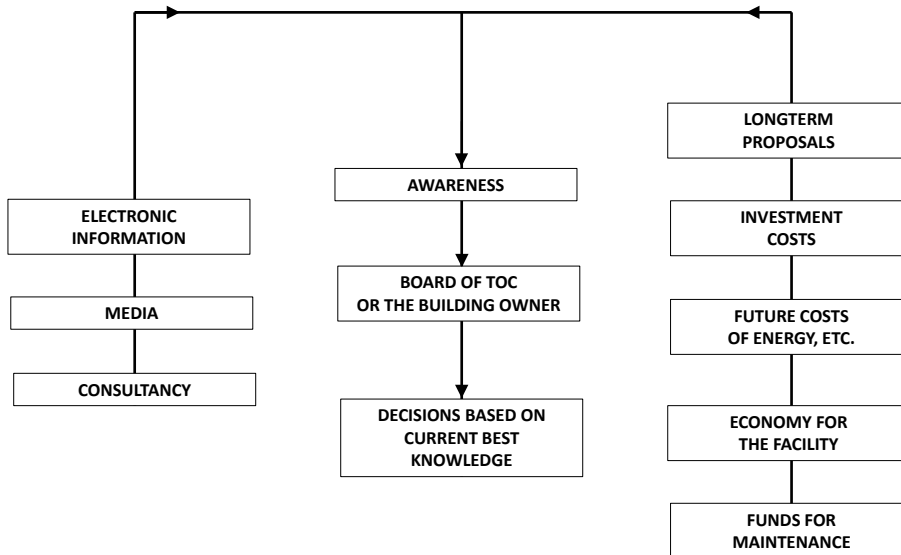 ELECTRONIC
INFORMATION
MEDIA
CONSULTANCY
AWARENESS
BOARD OF TOC
OR THE BUILDING OWNER
DECISIONS BASED ON
CURRENT BEST
KNOWLEDGE
LONGTERM
PROPOSALS
INVESTMENT
COSTS
FUTURE COSTS
OF ENERGY, ETC.
ECONOMY FOR
THE FACILITY
FUNDS FOR
MAINTENANCE